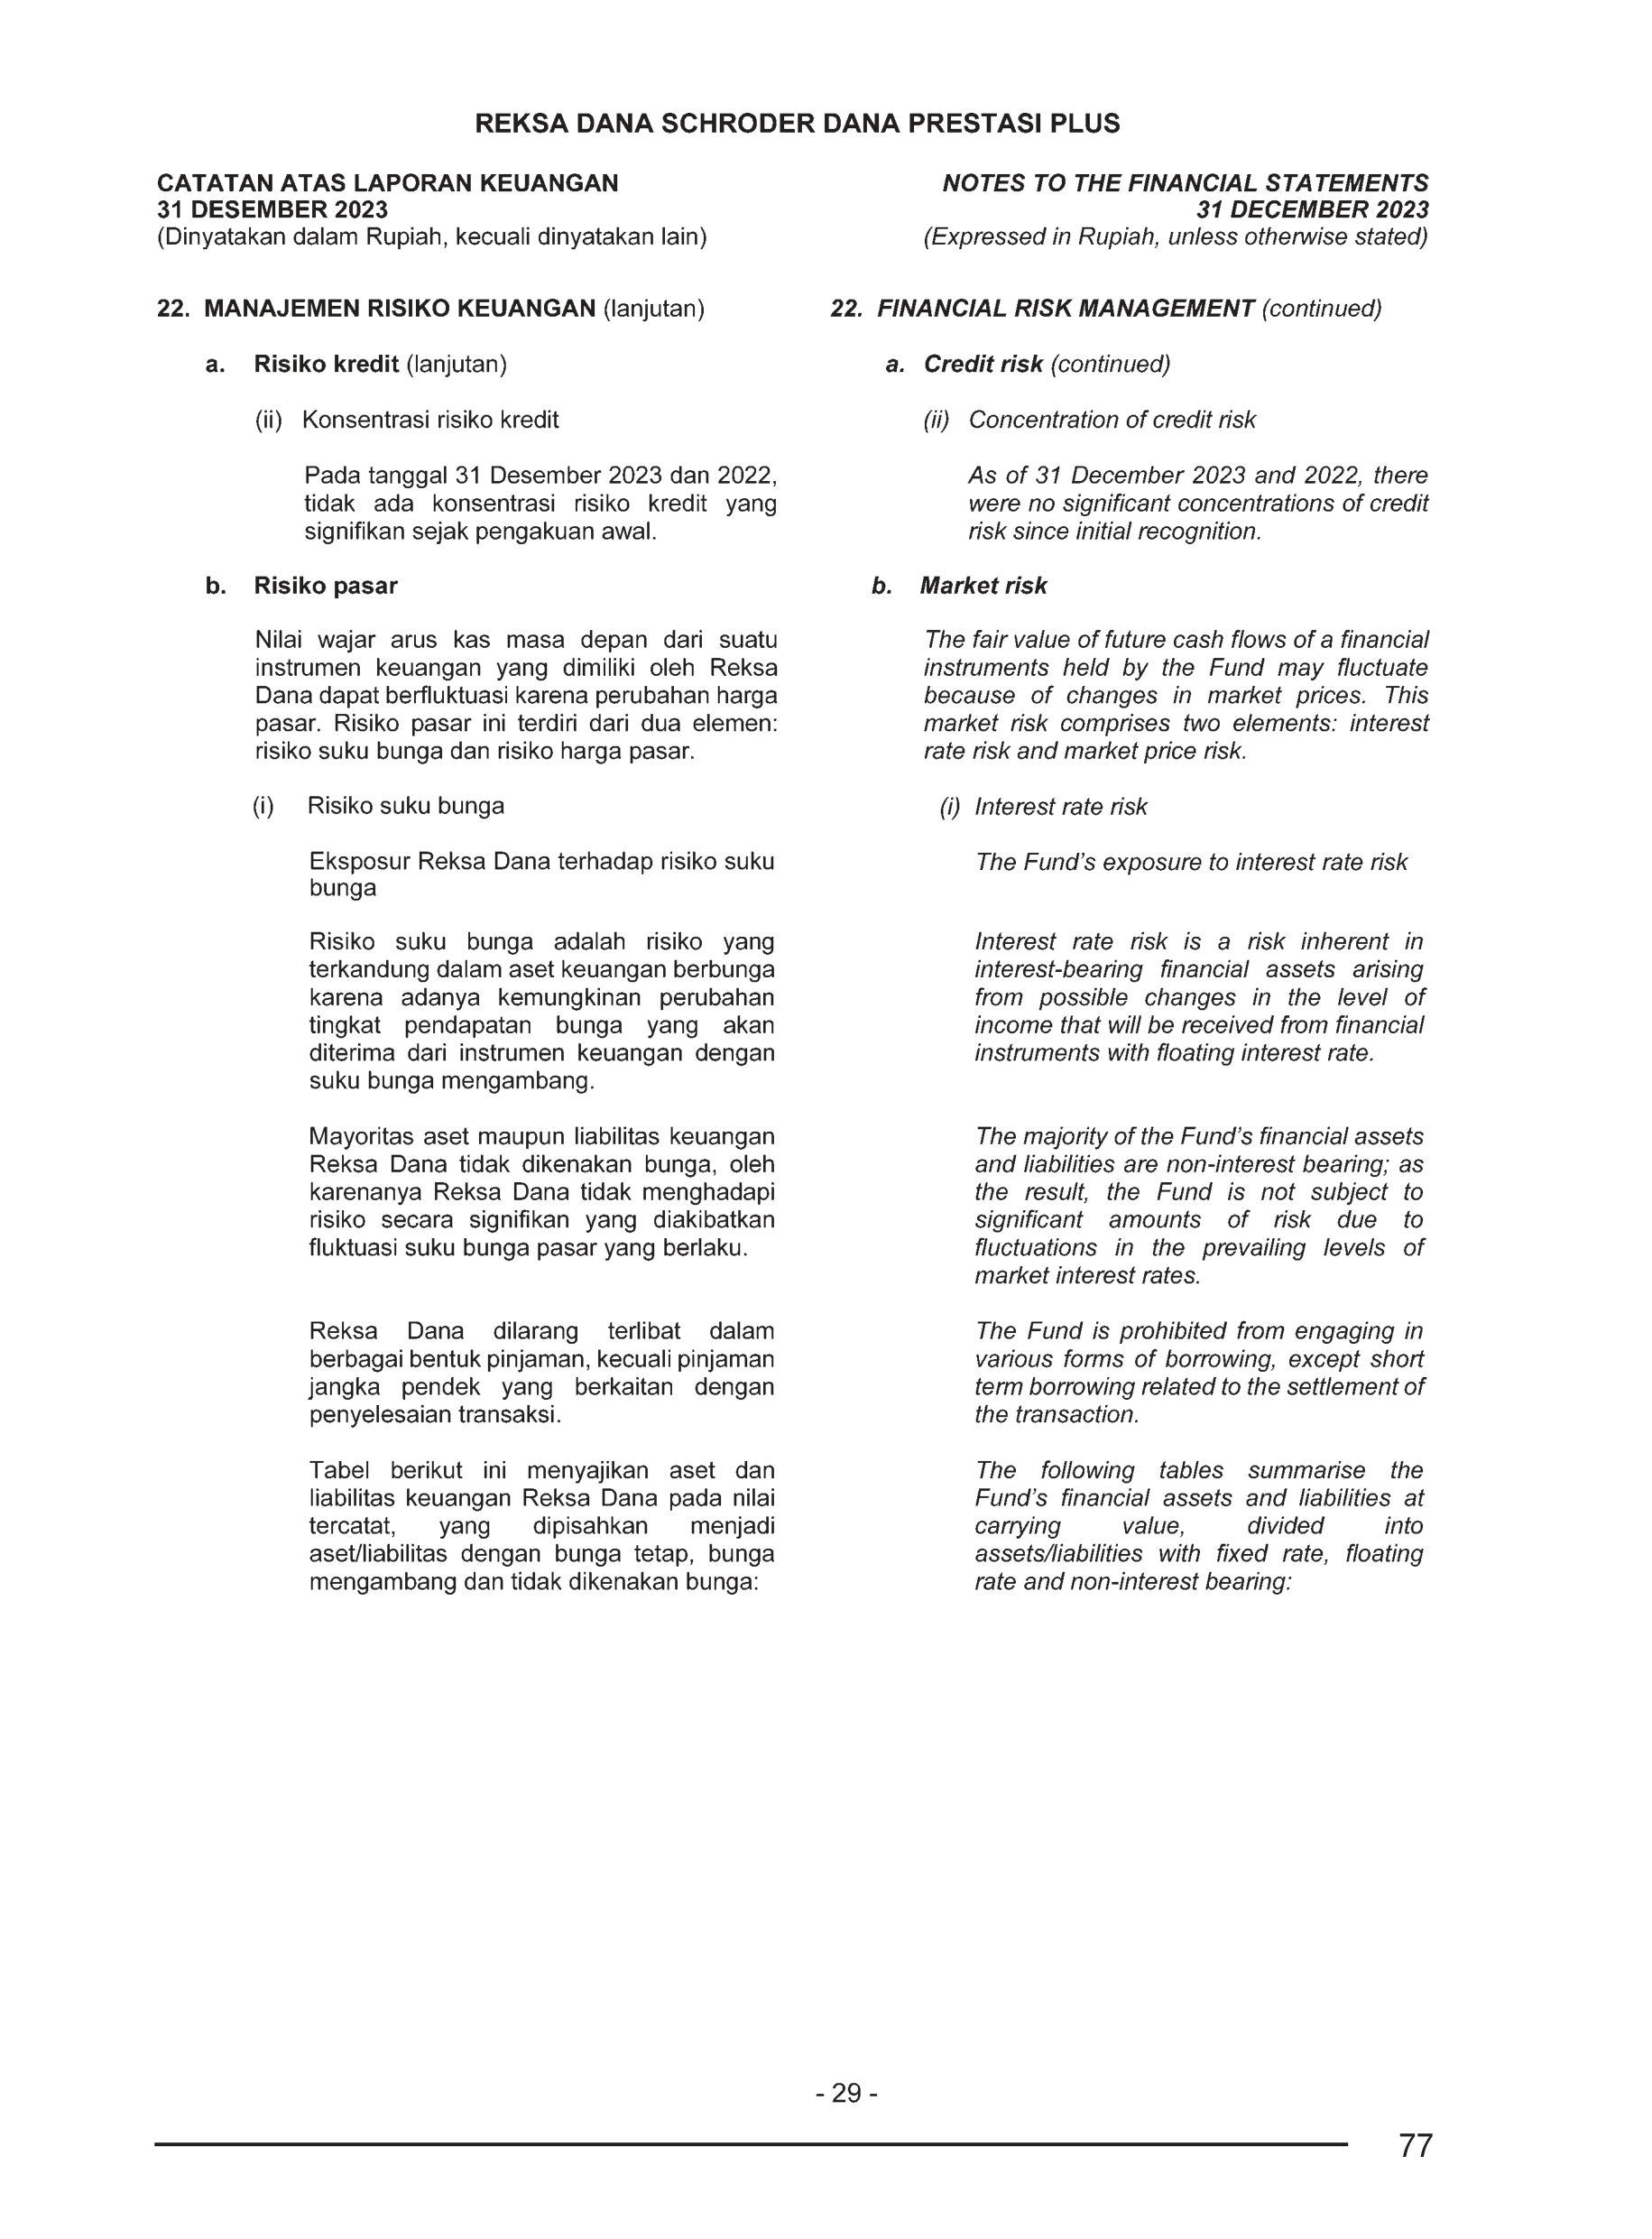 REKSA DANA SCHRODER DANA PRESTASI PLUS
CATATAN ATAS LAPORAN KEUANGAN
31 DESEMBER 2023
(Dinyatakan dalam Rupiah, kecuali dinyatakan lain)
NOTES TO THE FINANCIAL STATEMENTS
31 DECEMBER 2023
(Expressed in Rupiah, unless otherwise stated)
22. MANAJEMEN RISIKO KEUANGAN (lanjutan)
a. Risiko kredit (lanjutan)
(ii) Konsentrasi risiko kredit
Pada tanggal 31 Desember 2023 dan 2022,
tidak ada konsentrasi risiko kredit yang
signifikan sejak pengakuan awal.
b. Risiko pasar
Nilai wajar arus kas masa depan dari suatu
instrumen keuangan yang dimiliki oleh Reksa
Dana dapat berfluktuasi karena perubahan harga
pasar. Risiko pasar ini terdiri dari dua elemen:
risiko suku bunga dan risiko harga pasar.
(i) Risiko suku bunga
Eksposur Reksa Dana terhadap risiko suku
bunga
Risiko suku bunga adalah risiko yang
terkandung dalam aset keuangan berbunga
karena adanya kemungkinan perubahan
tingkat pendapatan bunga yang akan
diterima dari instrumen keuangan dengan
suku bunga mengambang.
Mayoritas aset maupun liabilitas keuangan
Reksa Dana tidak dikenakan bunga, oleh
karenanya Reksa Dana tidak menghadapi
risiko secara signifikan yang diakibatkan
fluktuasi suku bunga pasar yang berlaku.
Reksa Dana dilarang terlibat dalam
berbagai bentuk pinjaman, kecuali pinjaman
jangka pendek yang berkaitan dengan
penyelesaian transaksi.
Tabel berikut ini menyajikan aset dan
liabilitas keuangan Reksa Dana pada nilai
tercatat, yang dipisahkan menjadi
aset/liabilitas dengan bunga tetap, bunga
mengambang dan tidak dikenakan bunga:
22. FINANCIAL RISK MANAGEMENT (continued)
a. Credit risk (continued)
(ii) Concentration of credit risk
As of 31 December 2023 and 2022, there
were no significant concentrations of credit
risk since initial recognition.
b. Market risk
The fair value of future cash flows of a financial
instruments held by the Fund may fluctuate
because of changes in market prices. This
market risk comprises two elements: interest
rate risk and market price risk.
(i) Interest rate risk
The Fund’s exposure to interest rate risk
Interest rate risk is a risk inherent in
interest-bearing financial assets arising
from possible changes in the level of
income that will be received from financial
instruments with floating interest rate.
The majority of the Fund’s financial assets
and liabilities are non-interest bearing; as
the result, the Fund is not subject to
significant amounts of risk due to
fluctuations in the prevailing levels of
market interest rates.
The Fund is prohibited from engaging in
various forms of borrowing, except short
term borrowing related to the settlement of
the transaction.
The following tables summarise the
Fund’s financial assets and liabilities at
carrying value, divided into
assets/liabilities with fixed rate, floating
rate and non-interest bearing:
- 29 -
77